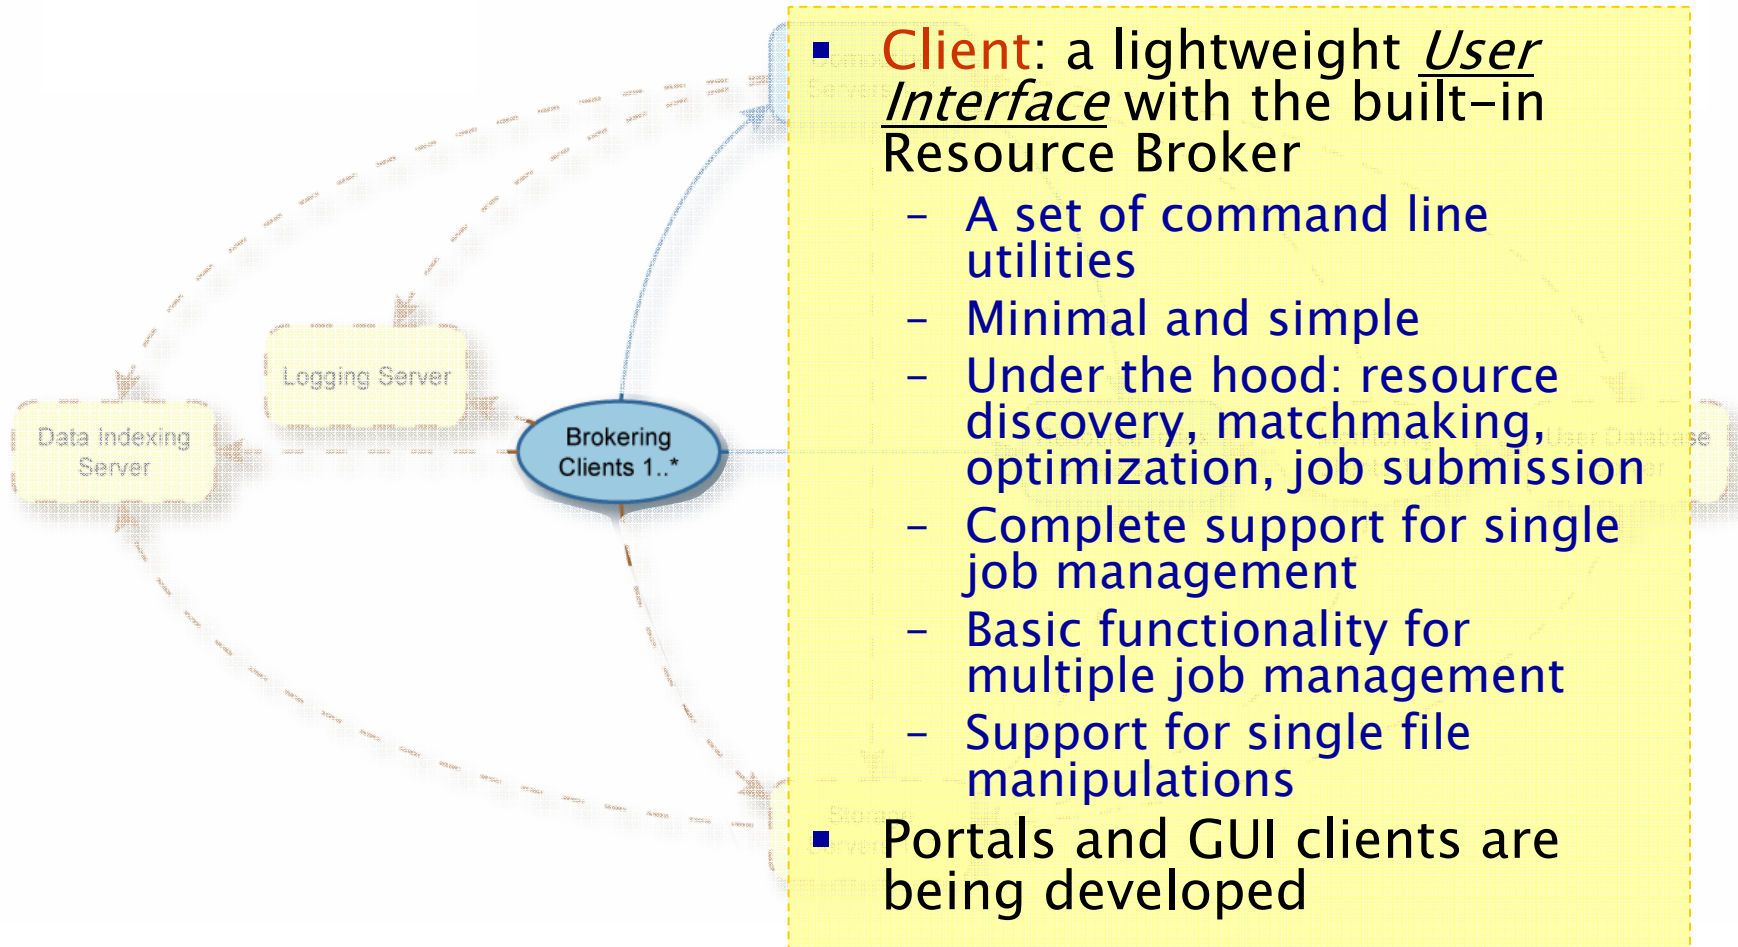 Client: a lightweight User
Interface with the built-in
Resource Broker
– A set of command line
utilities
– Minimal and simple
– Under the hood: resource
discovery, matchmaking,
optimization, job submission
– Complete support for single
job management
– Basic functionality for
multiple job management
– Support for single file
manipulations
Portals and GUI clients are
being developed
Logging Server
Data Indexing
Server
Brokering
Clients 1..*
User Database
Storage